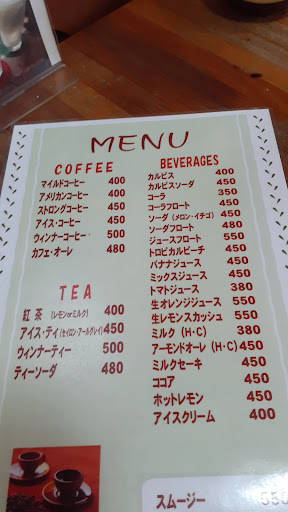 MENU
COFFEE
マイルドコーヒー 400
アメリカンコーヒー 400
ストロングコーヒー 450
アイス・コーヒー 450
ウィンナーコーヒー 500
カフェ・オーレ 480
TEA
紅 茶 (レモンorミルク) 400
アイス・ティ (セイロン・アールグレイ) 450
ウィンナーティー 500
ティーソーダ 480
BEVERAGES
カルピス 400
カルピスソーダ 450
コーラ 350
コーラフロート 450
ソーダ (メロン・イチゴ) 450
ソーダフロート 480
ジュースフロート 550
トロピカルピーチ 450
バナナジュース 450
ミックスジュース 450
トマトジュース 380
生オレンジジュース 550
生レモンスカッシュ 550
ミルク (H・C) 380
アーモンドオーレ (H・C) 450
ミルクセーキ 450
ココア 450
ホットレモン 450
アイスクリーム 400
スムージー 550